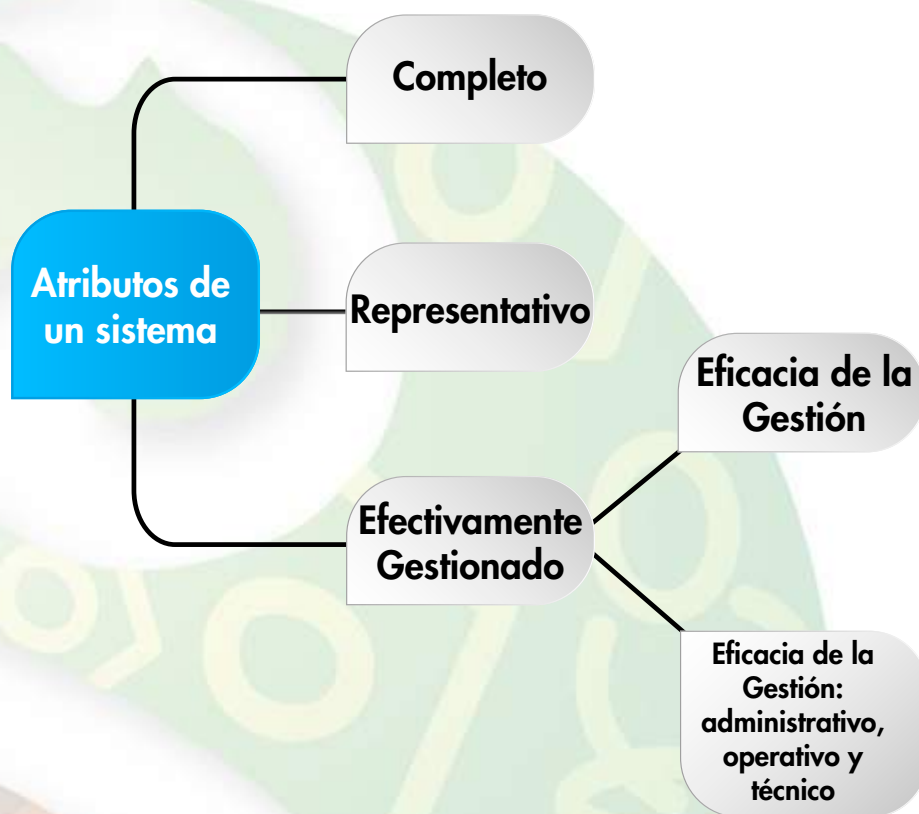 Completo
Atributos de
un sistema
Representativo
Efectivamente
Gestionado
Eficacia de la
Gestión
Eficacia de la
Gestión:
administrativo,
operativo y
técnico